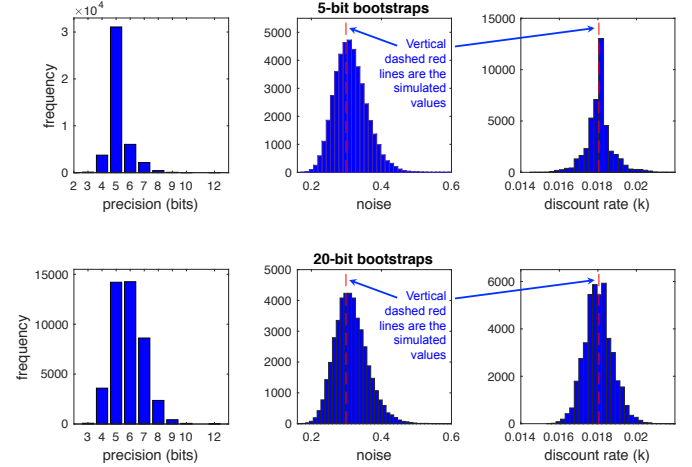 5-bit bootstraps
× 10⁴
3
2
1
0
frequency
2 3 4 5 6 7 8 9 10 12
precision (bits)
5000
4000
3000
2000
1000
0
0.2 0.4 0.6
noise
Vertical
dashed red
lines are the
simulated
values
15000
10000
5000
0
0.014 0.016 0.018 0.02
discount rate (k)
20-bit bootstraps
15000
10000
5000
0
frequency
3 4 5 6 7 8 9 10 12
precision (bits)
5000
4000
3000
2000
1000
0
0.2 0.4 0.6
noise
Vertical
dashed red
lines are the
simulated
values
6000
4000
2000
0
0.014 0.016 0.018 0.02
discount rate (k)